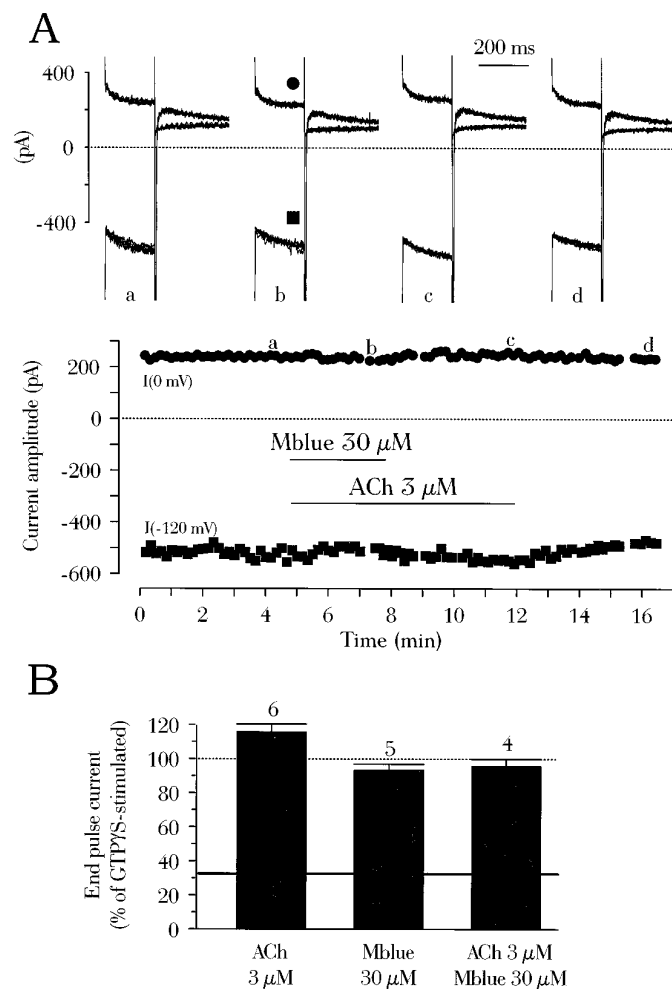 A
200 ms
400
0
-400
(pA)
a b c d
200
0
-200
-400
-600
Current amplitude (pA)
a b c d
I(0 mV)
Mblue 30 μM
ACh 3 μM
I(-120 mV)
0 2 4 6 8 10 12 14 16
Time (min)
B
120
100
80
60
40
20
0
End pulse current
(% of GTPγS-stimulated)
6 5 4
ACh Mblue ACh 3 μM
3 μM 30 μM Mblue 30 μM